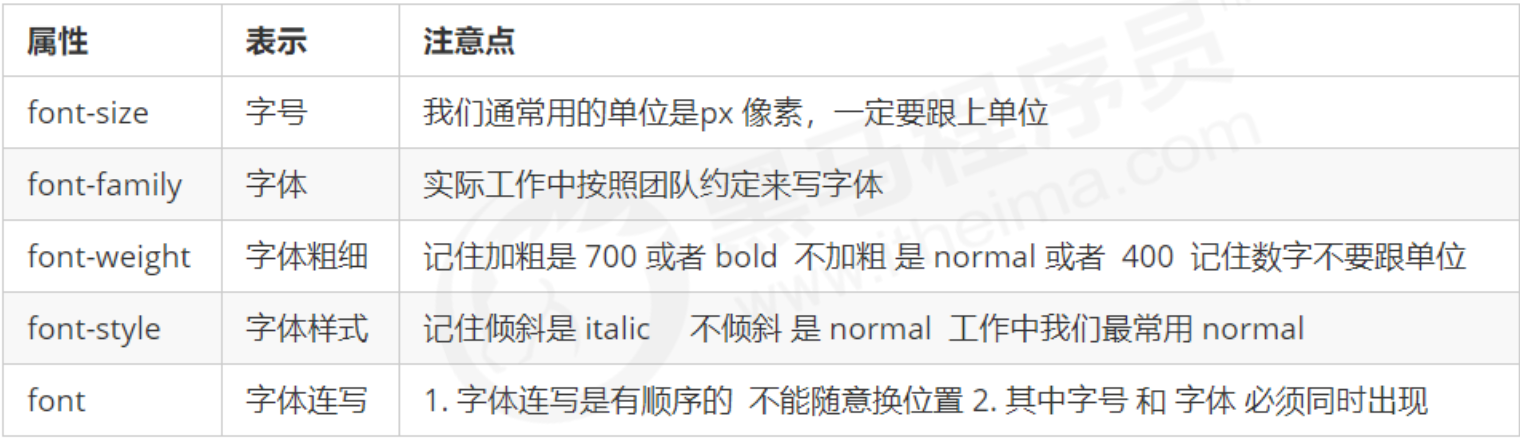 属性 表示 注意点
font-size 字号 我们通常用的单位是px 像素，一定要跟上单位
font-family 字体 实际工作中按照团队约定来写字体
font-weight 字体粗细 记住加粗是 700 或者 bold 不加粗 是 normal 或者 400 记住数字不要跟单位
font-style 字体样式 记住倾斜是 italic 不倾斜 是 normal 工作中我们最常用 normal
font 字体连写 1. 字体连写是有顺序的 不能随意换位置 2. 其中字号 和 字体 必须同时出现
黑马程序员
www.itheima.com